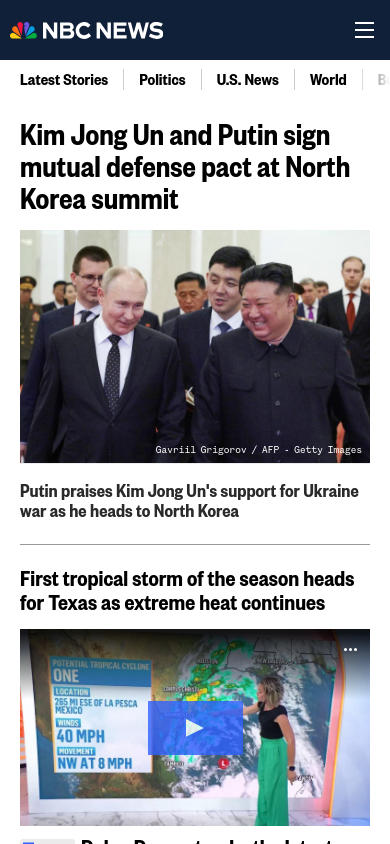 NBC NEWS
Latest Stories
Politics
U.S. News
World
Kim Jong Un and Putin sign
mutual defense pact at North
Korea summit
Gavriil Grigorov / AFP - Getty Images
Putin praises Kim Jong Un's support for Ukraine
war as he heads to North Korea
First tropical storm of the season heads
for Texas as extreme heat continues
POTENTIAL TROPICAL CYCLONE
ONE
LOCATION
265 MI ESE OF LA PESCA
MEXICO
WINDS
40 MPH
MOVEMENT
NW AT 8 MPH
HOUSTON
CORPUS CHRISTI
L